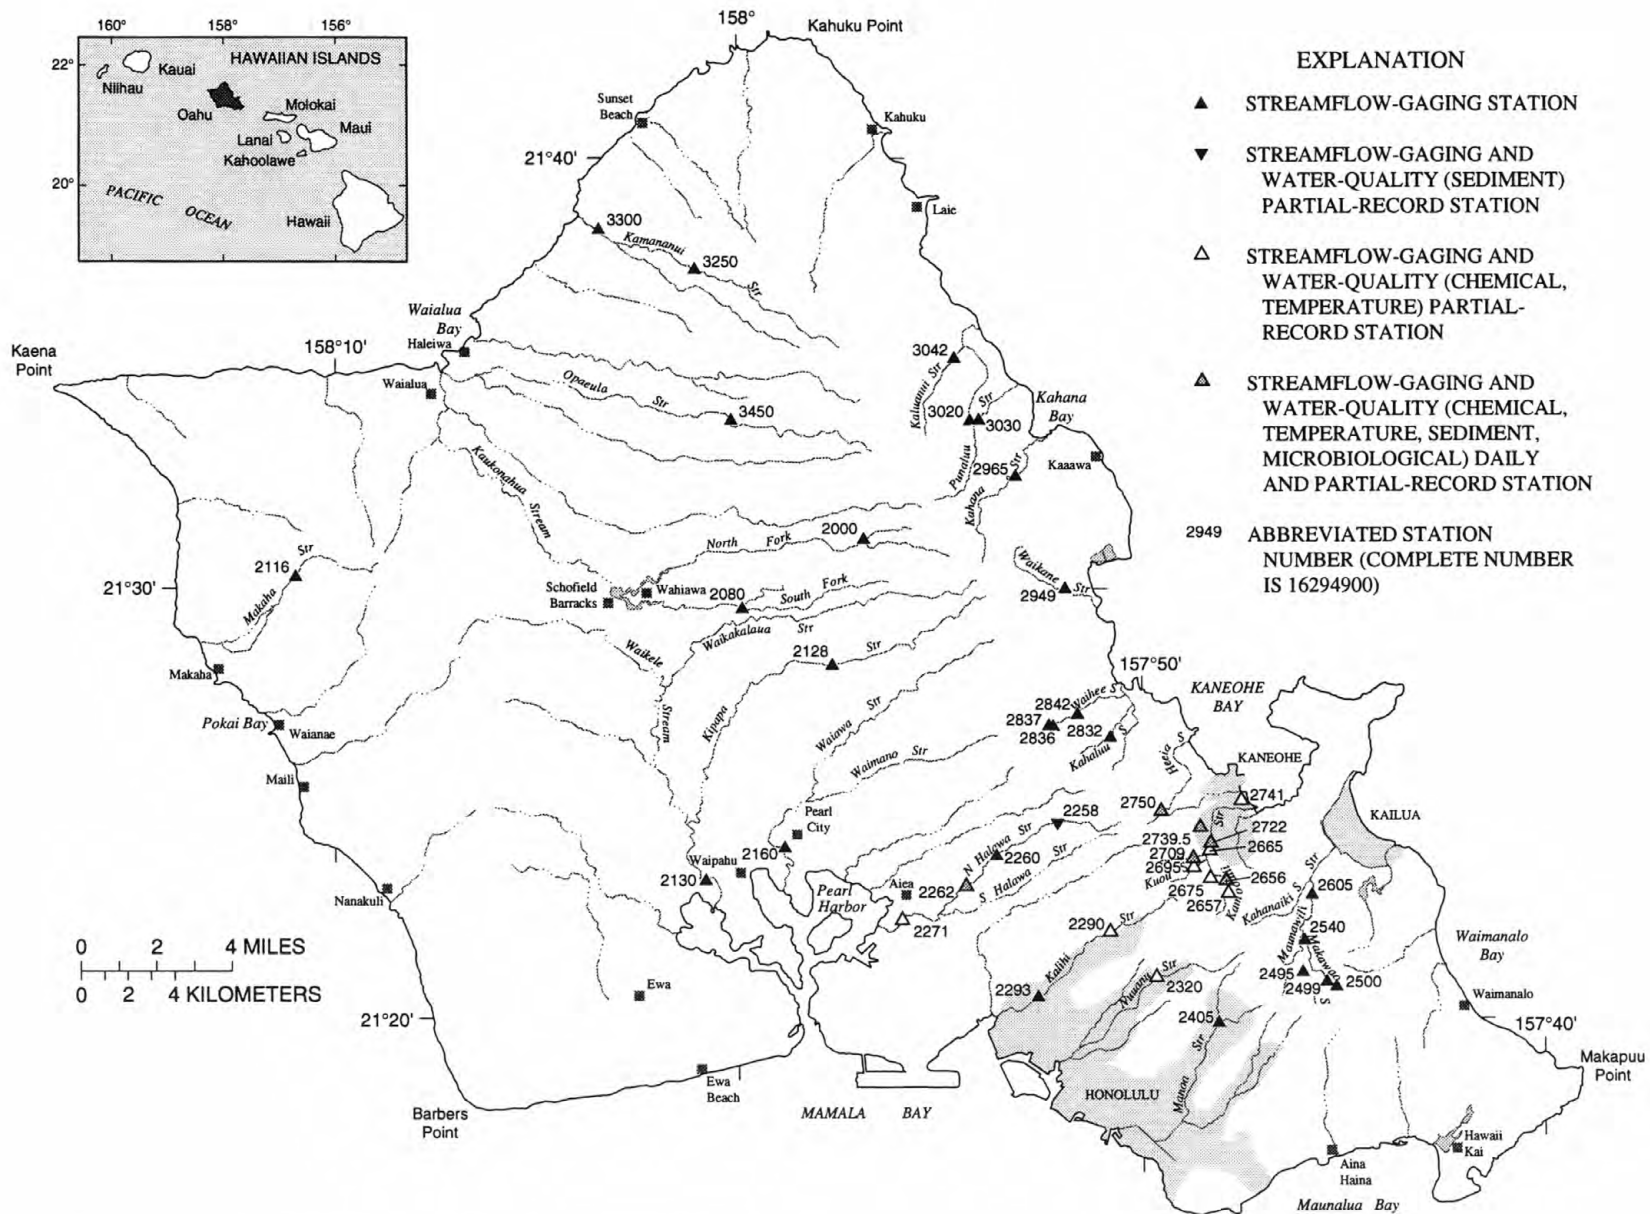 160°
158°
156°
22°
20°
HAWAIIAN ISLANDS
Kauai
Niihau
Oahu
Molokai
Lanai
Maui
Kahoolawe
Hawaii
PACIFIC OCEAN
158°
Kahuku Point
Sunset
Beach
Kahuku
21°40'
Laie
3300
Kamananui
Str
3250
Waialua
Bay
Haleiwa
Kaena
Point
158°10'
Waialua
Opaeula
Str
3450
3042
Kaluanui Str
3020
3030
Str
Punaluu
Kahana
Bay
2965
Str
Kahana
Kaaawa
Kaukonahua
Stream
North Fork
2000
2116
Str
Makaha
21°30'
Schofield
Barracks
Wahiawa
2080
South Fork
Waikane
Str
2949
Waikakalaua Str
Waikele
Stream
2128
Str
Kipapa
Makaha
Pokai Bay
Waianae
Maili
Waiawa Str
Waimano Str
157°50'
KANEOHE
BAY
2842
Waihee S
2837
2836
2832
Kahaluu S
Heeia S
KANEOHE
2750
2741
KAILUA
Pearl
City
2160
2258
N Halawa Str
2260
S Halawa Str
2262
Str
2722
2739.5
2665
2709
2695
Kuou
2656
2675
2657
Waipahu
2130
Pearl
Harbor
Aiea
2271
Nanakuli
Kahanaiki S
Str
2605
Maunawili
2540
Makawao
S
2495
2499
2500
Waimanalo
Bay
Waimanalo
2290
Str
Kalihi
2293
Nuuanu Str
2320
2405
Str
Manoa
0 2 4 MILES
0 2 4 KILOMETERS
Ewa
21°20'
157°40'
Makapuu
Point
Ewa
Beach
Barbers
Point
MAMALA BAY
HONOLULU
Hawaii
Kai
Aina
Haina
Maunalua Bay
EXPLANATION
STREAMFLOW-GAGING STATION
STREAMFLOW-GAGING AND
WATER-QUALITY (SEDIMENT)
PARTIAL-RECORD STATION
STREAMFLOW-GAGING AND
WATER-QUALITY (CHEMICAL,
TEMPERATURE) PARTIAL-
RECORD STATION
STREAMFLOW-GAGING AND
WATER-QUALITY (CHEMICAL,
TEMPERATURE, SEDIMENT,
MICROBIOLOGICAL) DAILY
AND PARTIAL-RECORD STATION
2949 ABBREVIATED STATION
NUMBER (COMPLETE NUMBER
IS 16294900)